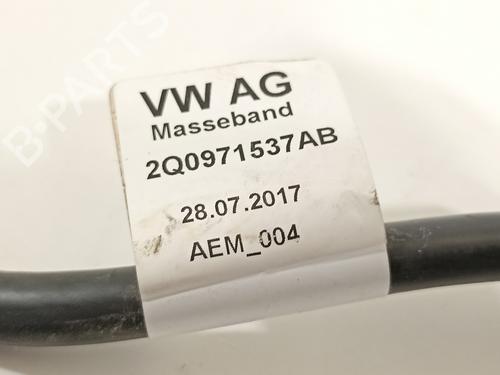 B-PARTS
VW AG
Masseband
2Q0971537AB
28.07.2017
AEM_004